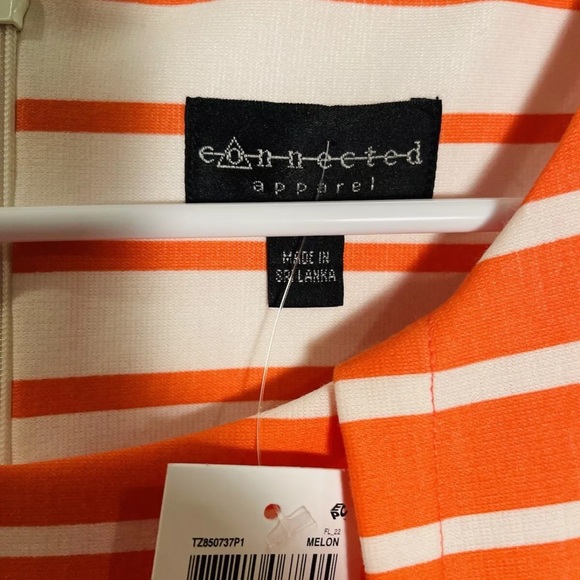 connected
apparel
MADE IN
SRI LANKA
FL_22
TZ850737P1 MELON